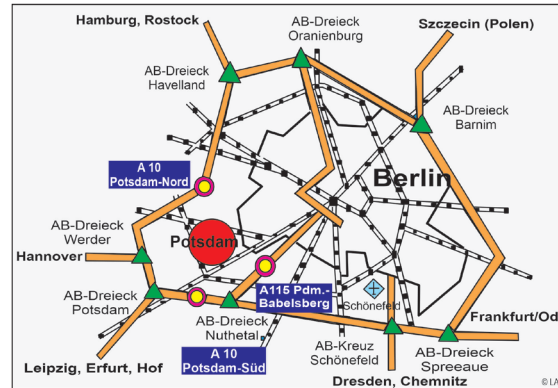 Hamburg, Rostock
Szczecin (Polen)
AB-Dreieck
Oranienburg
AB-Dreieck
Havelland
AB-Dreieck
Barnim
A 10
Potsdam-Nord
Berlin
AB-Dreieck
Werder
Potsdam
Hannover
A115 Pdm.-
Babelsberg
Schönefeld
AB-Dreieck
Potsdam
Frankfurt/Od
AB-Dreieck
Nuthetal
AB-Kreuz
Schönefeld
AB-Dreieck
Spreeaue
A 10
Potsdam-Süd
Leipzig, Erfurt, Hof
Dresden, Chemnitz